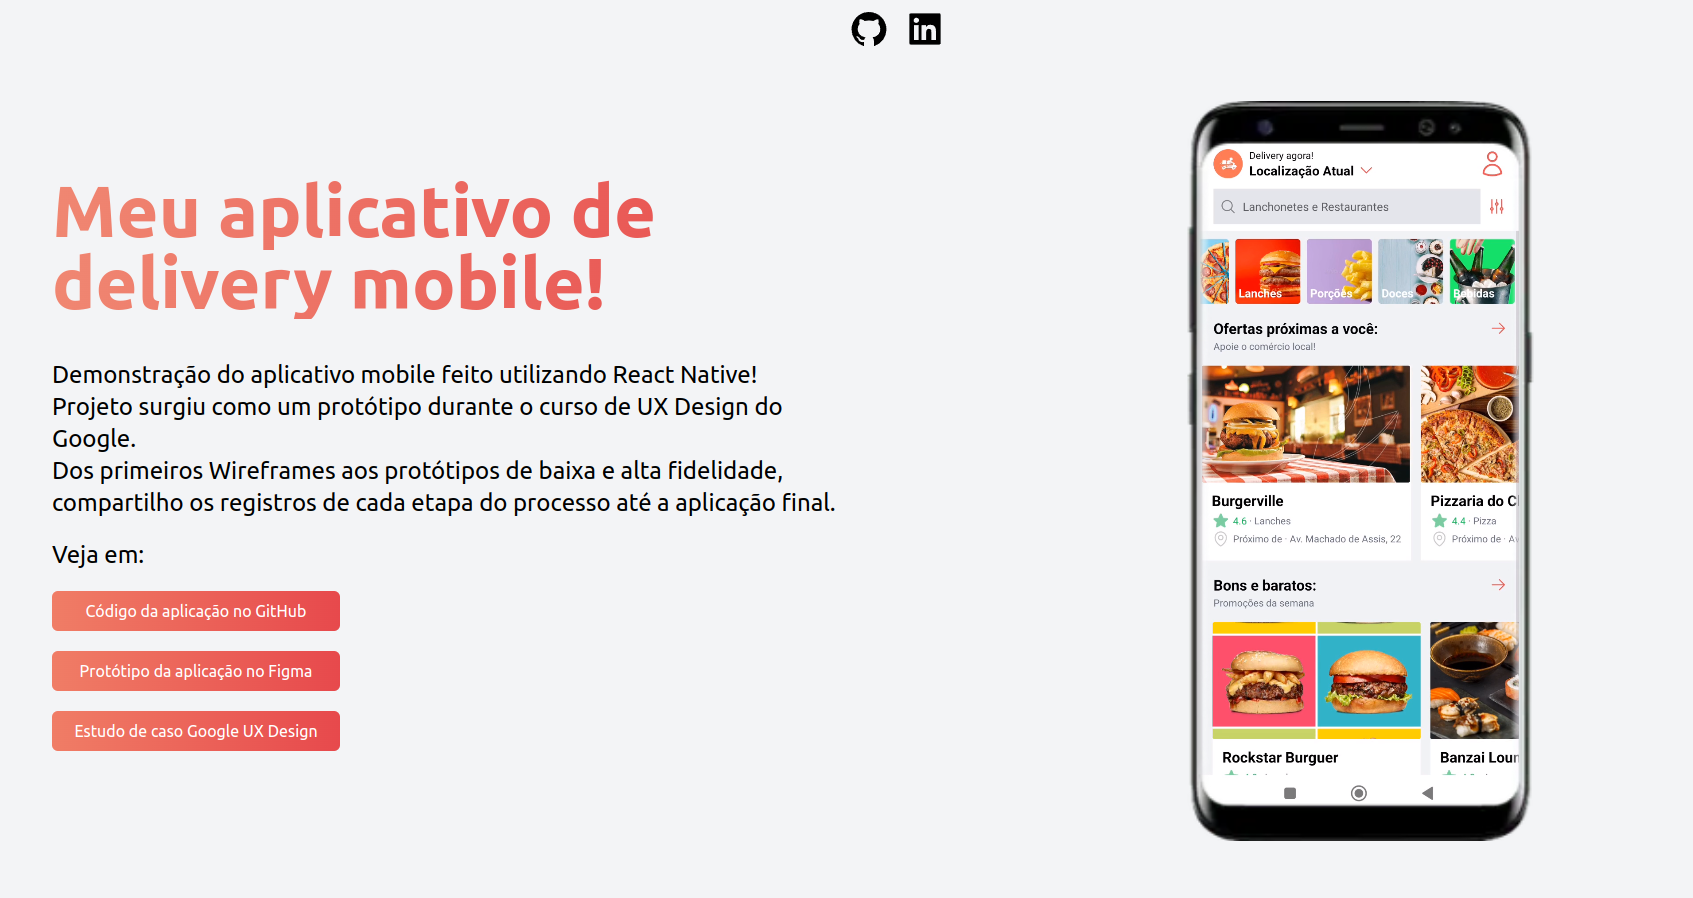 Meu aplicativo de
delivery mobile!
Demonstração do aplicativo mobile feito utilizando React Native!
Projeto surgiu como um protótipo durante o curso de UX Design do
Google.
Dos primeiros Wireframes aos protótipos de baixa e alta fidelidade,
compartilho os registros de cada etapa do processo até a aplicação final.
Veja em:
Código da aplicação no GitHub
Protótipo da aplicação no Figma
Estudo de caso Google UX Design
Delivery agora!
Localização Atual
Lanchonetes e Restaurantes
Lanches Porções Doces Bebidas
Ofertas próximas a você:
Apoie o comércio local!
Burgerville
4.6 · Lanches
Próximo de · Av. Machado de Assis, 22
Pizzaria do
4.4 · Pizza
Próximo de ·
Bons e baratos:
Promoções da semana
Rockstar Burguer
Banzai